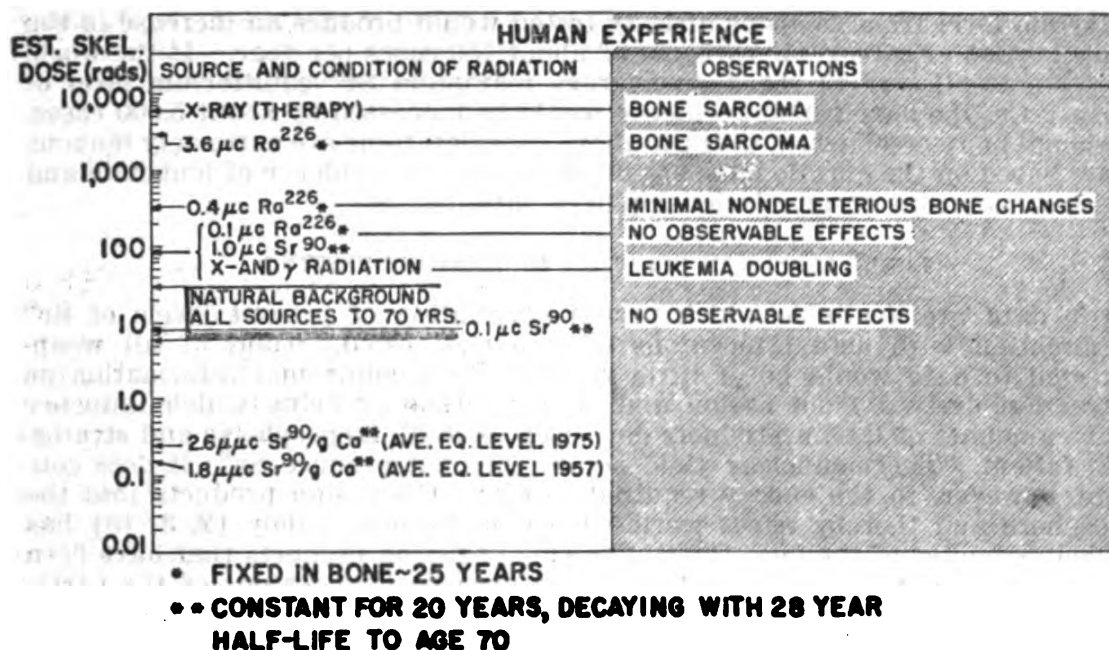 HUMAN EXPERIENCE
EST. SKEL.
DOSE (rads) SOURCE AND CONDITION OF RADIATION OBSERVATIONS
10,000 X-RAY (THERAPY) BONE SARCOMA
3.6 μc Ra²²⁶* BONE SARCOMA
1,000
0.4 μc Ra²²⁶* MINIMAL NONDELETERIOUS BONE CHANGES
0.1 μc Ra²²⁶* NO OBSERVABLE EFFECTS
100 1.0 μc Sr⁹⁰**
X-AND γ RADIATION LEUKEMIA DOUBLING
NATURAL BACKGROUND
ALL SOURCES TO 70 YRS.
10 0.1 μc Sr⁹⁰** NO OBSERVABLE EFFECTS
1.0
2.6 μμc Sr⁹⁰/g Ca** (AVE. EQ. LEVEL 1975)
1.8 μμc Sr⁹⁰/g Ca** (AVE. EQ. LEVEL 1957)
0.1
0.01
* FIXED IN BONE~25 YEARS
** CONSTANT FOR 20 YEARS, DECAYING WITH 28 YEAR
HALF-LIFE TO AGE 70